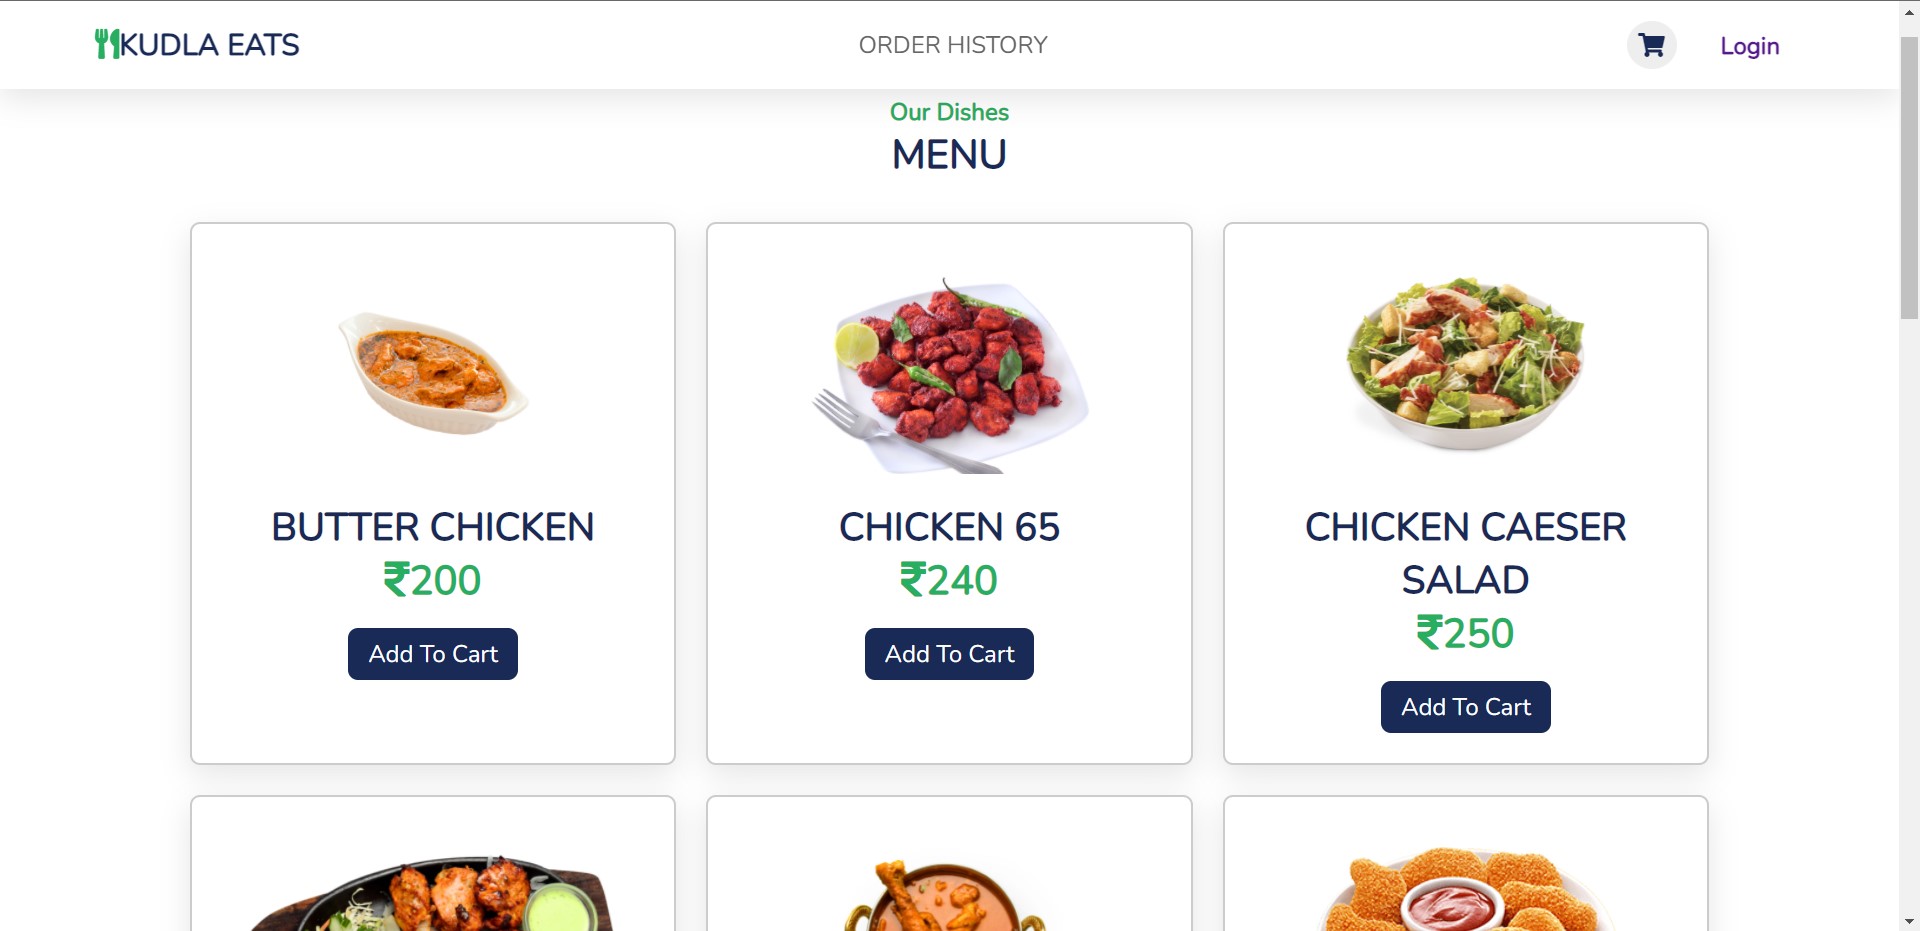 KUDLA EATS
ORDER HISTORY
Login
Our Dishes
MENU
BUTTER CHICKEN
₹200
Add To Cart
CHICKEN 65
₹240
Add To Cart
CHICKEN CAESER
SALAD
₹250
Add To Cart